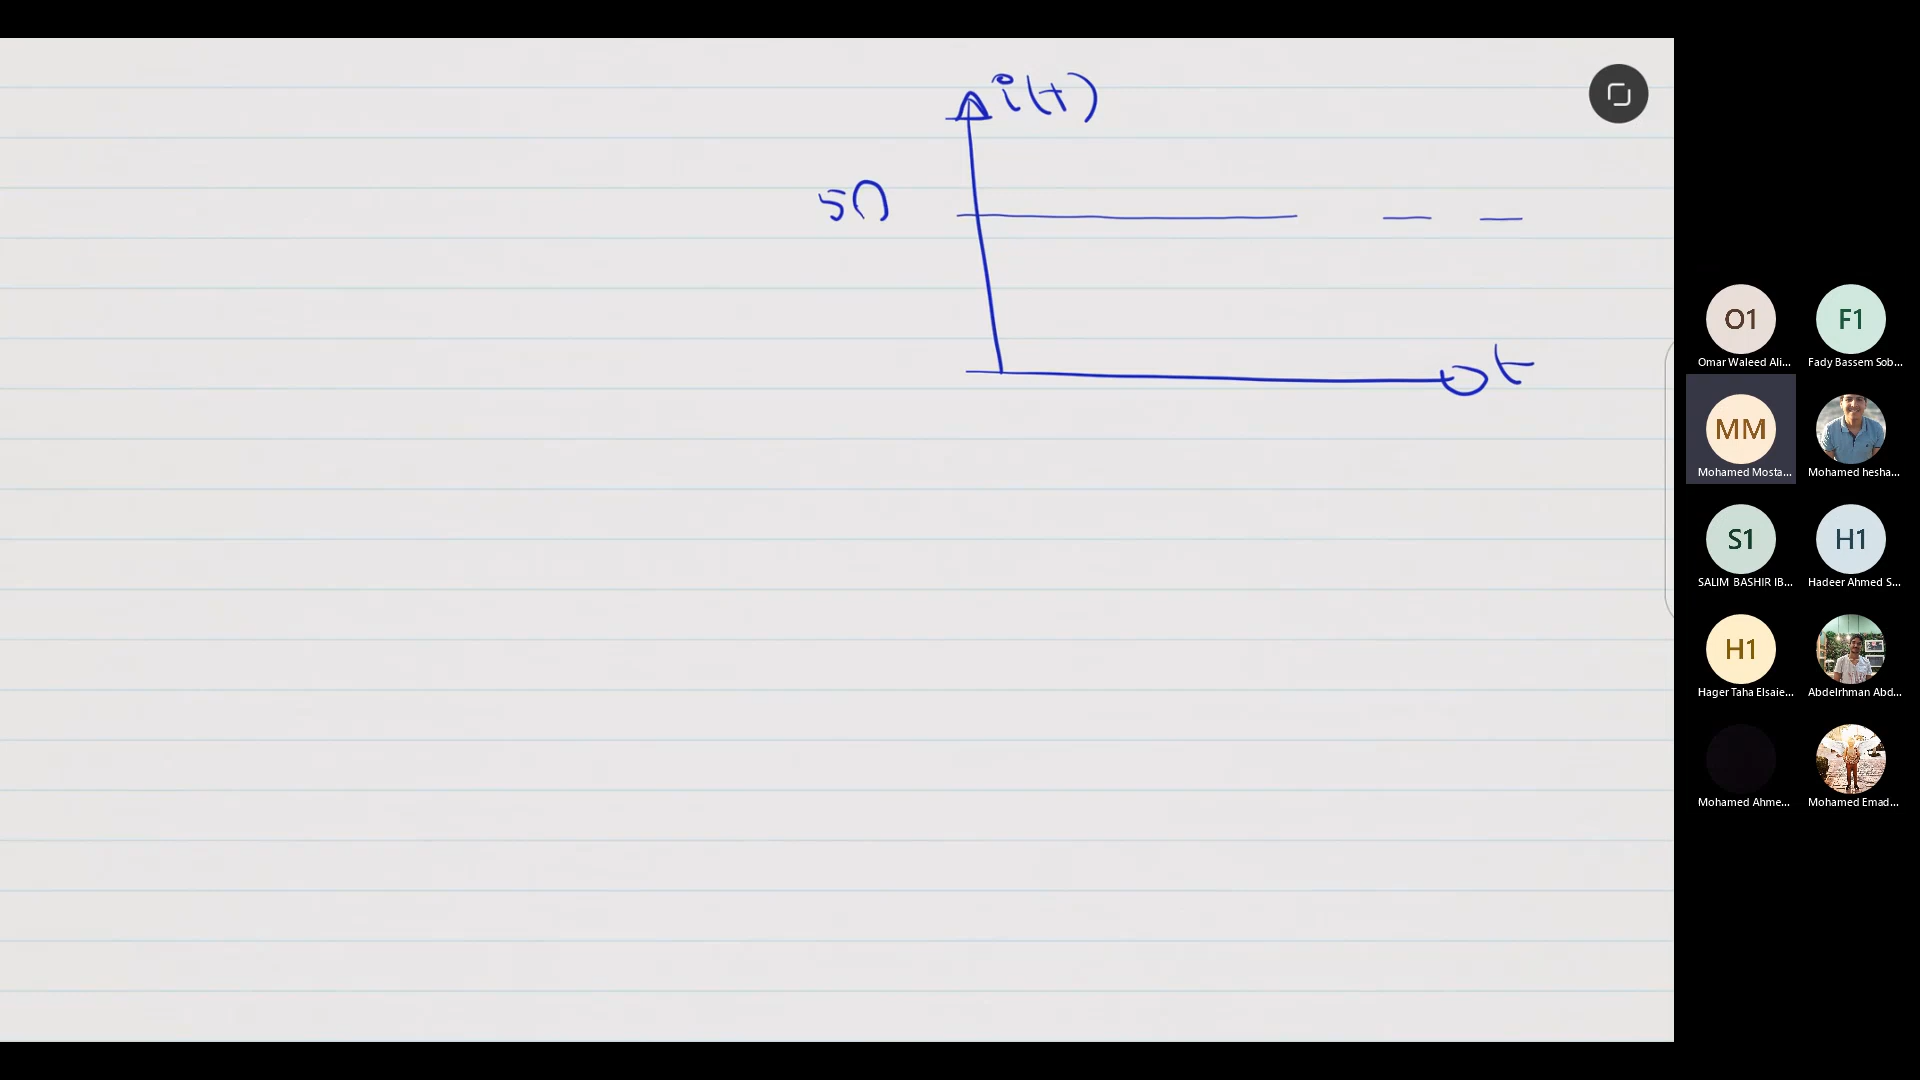 i(t)
5A
t
O1
F1
Omar Waleed Ali...
Fady Bassem Sob...
MM
Mohamed Mosta...
Mohamed hesha...
S1
H1
SALIM BASHIR IB...
Hadeer Ahmed S...
H1
Hager Taha Elsaie...
Abdelrhman Abd...
Mohamed Ahme...
Mohamed Emad...